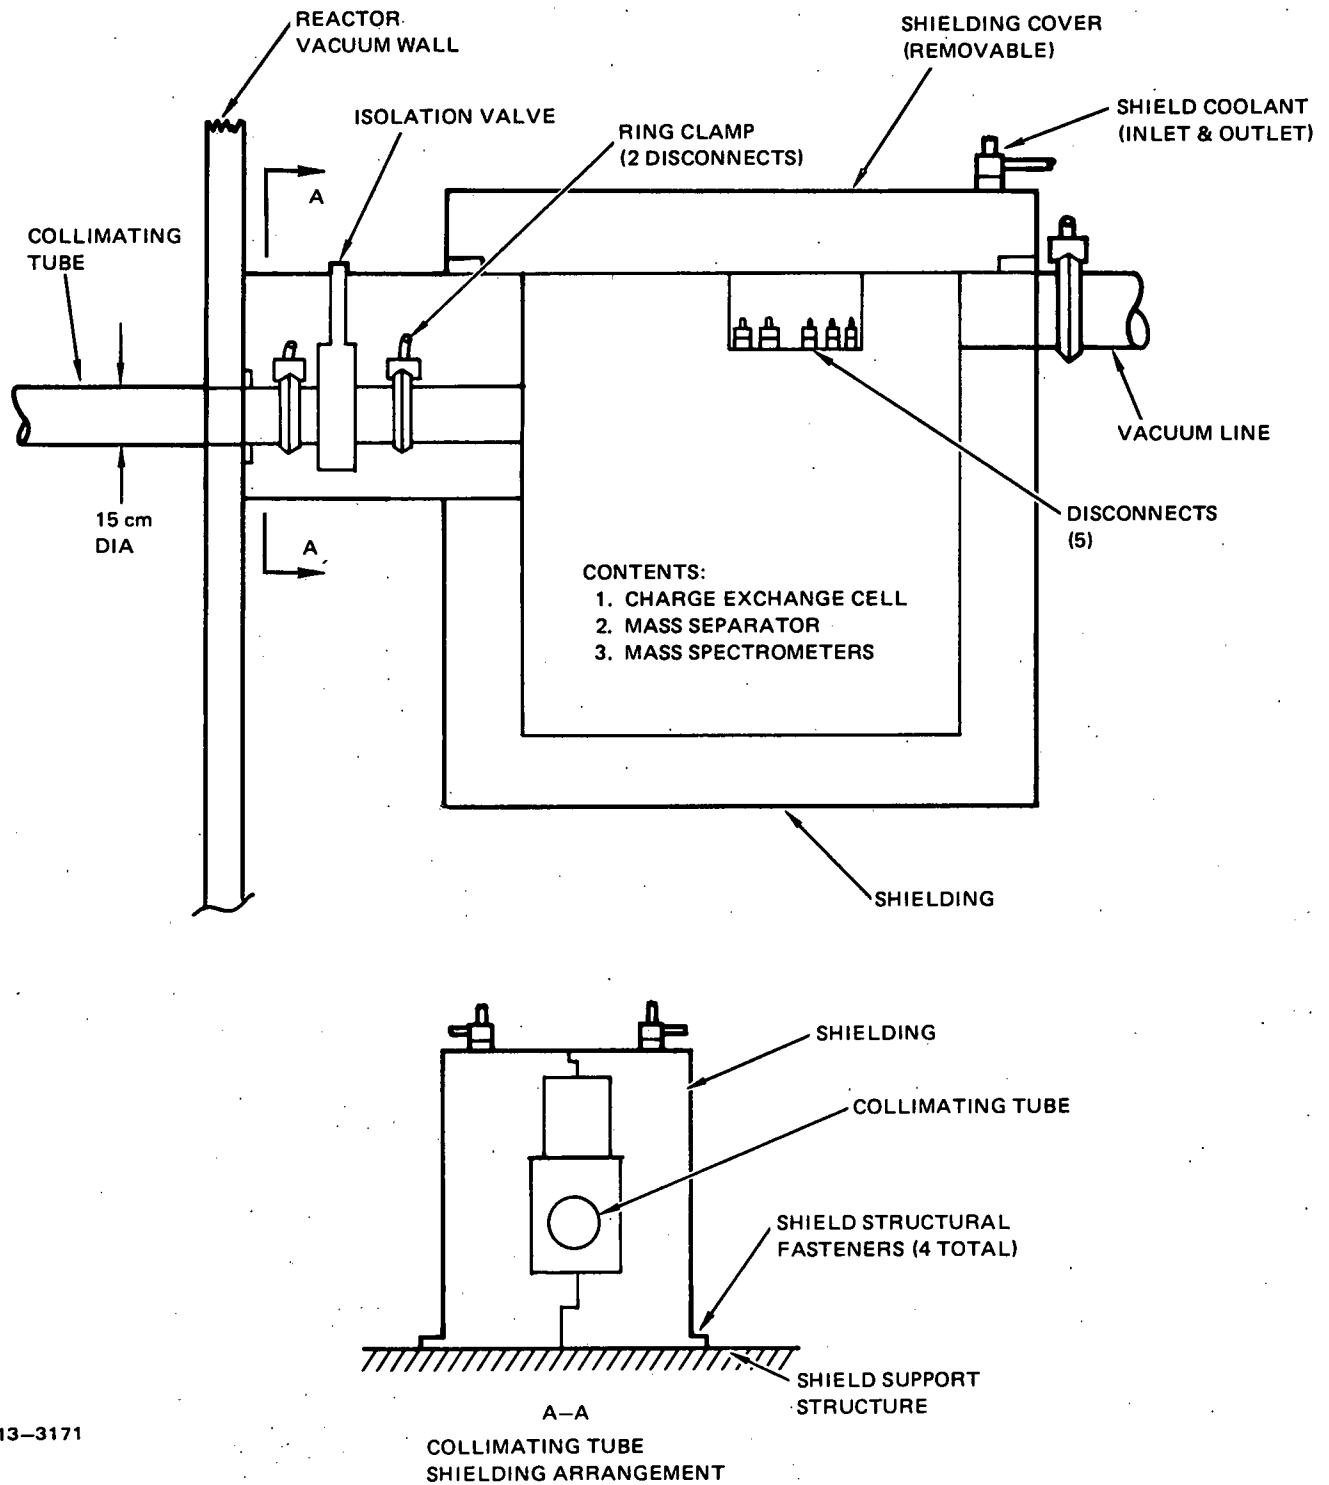 REACTOR
VACUUM WALL
SHIELDING COVER
(REMOVABLE)
ISOLATION VALVE
RING CLAMP
(2 DISCONNECTS)
SHIELD COOLANT
(INLET & OUTLET)
A
COLLIMATING
TUBE
VACUUM LINE
15 cm
DIA
DISCONNECTS
(5)
A
CONTENTS:
1. CHARGE EXCHANGE CELL
2. MASS SEPARATOR
3. MASS SPECTROMETERS
SHIELDING
SHIELDING
COLLIMATING TUBE
SHIELD STRUCTURAL
FASTENERS (4 TOTAL)
SHIELD SUPPORT
STRUCTURE
A–A
COLLIMATING TUBE
SHIELDING ARRANGEMENT
13–3171